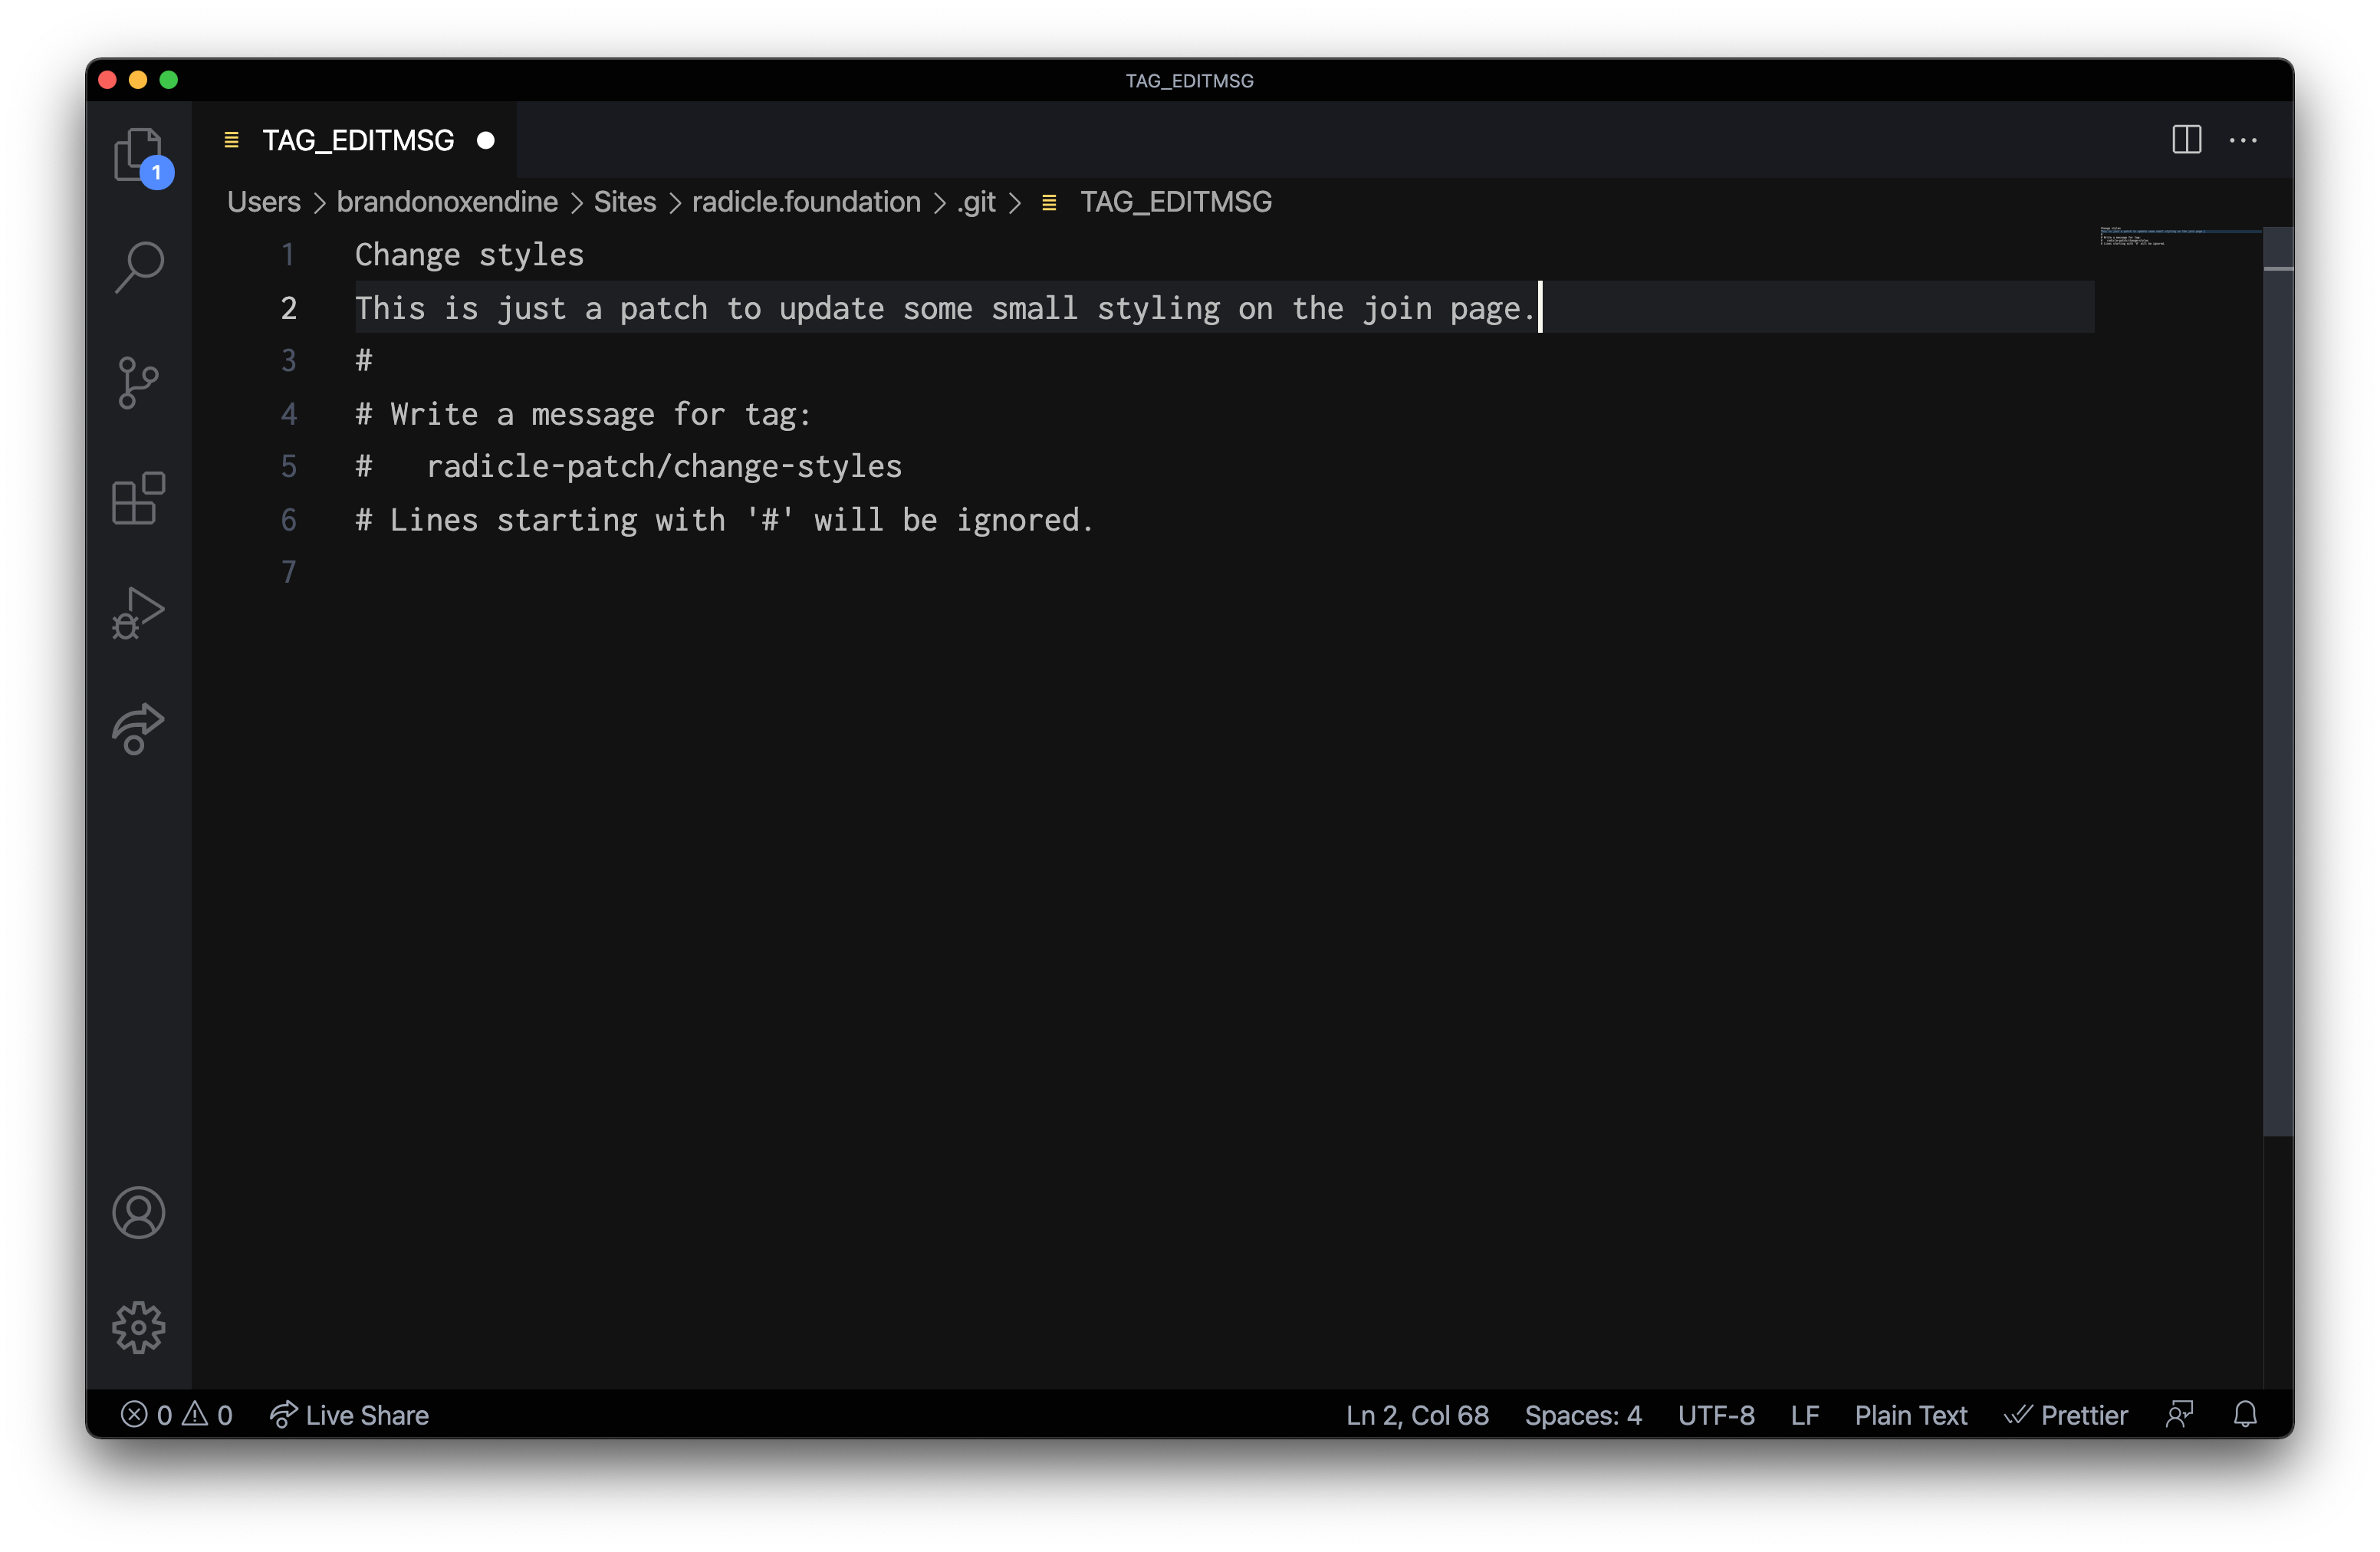 TAG_EDITMSG
TAG_EDITMSG
1
Users > brandonoxendine > Sites > radicle.foundation > .git > TAG_EDITMSG
1 Change styles
2 This is just a patch to update some small styling on the join page.
3 #
4 # Write a message for tag:
5 #   radicle-patch/change-styles
6 # Lines starting with '#' will be ignored.
7
0 0 Live Share Ln 2, Col 68 Spaces: 4 UTF-8 LF Plain Text Prettier